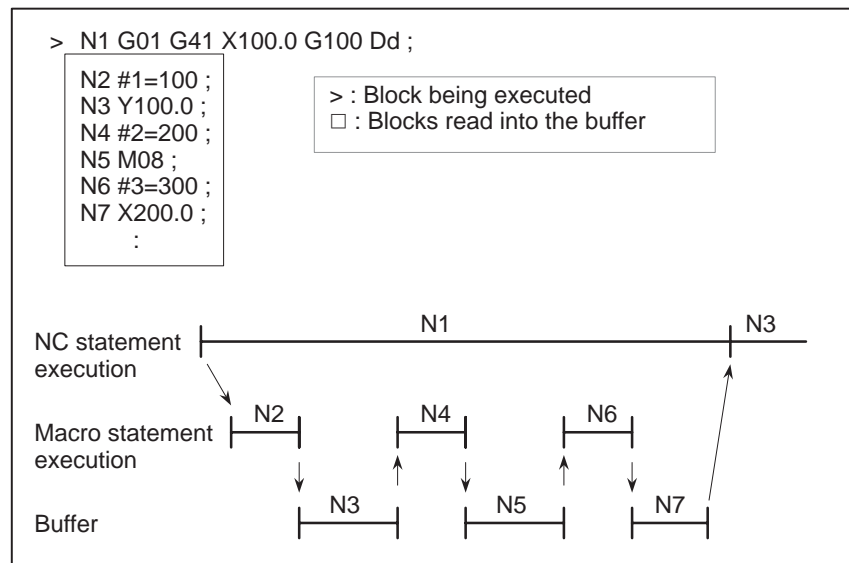 > N1 G01 G41 X100.0 G100 Dd ;
N2 #1=100 ;
N3 Y100.0 ;
N4 #2=200 ;
N5 M08 ;
N6 #3=300 ;
N7 X200.0 ;
:
> : Block being executed
□ : Blocks read into the buffer
N1 N3
NC statement
execution
N2 N4 N6
Macro statement
execution
N3 N5 N7
Buffer